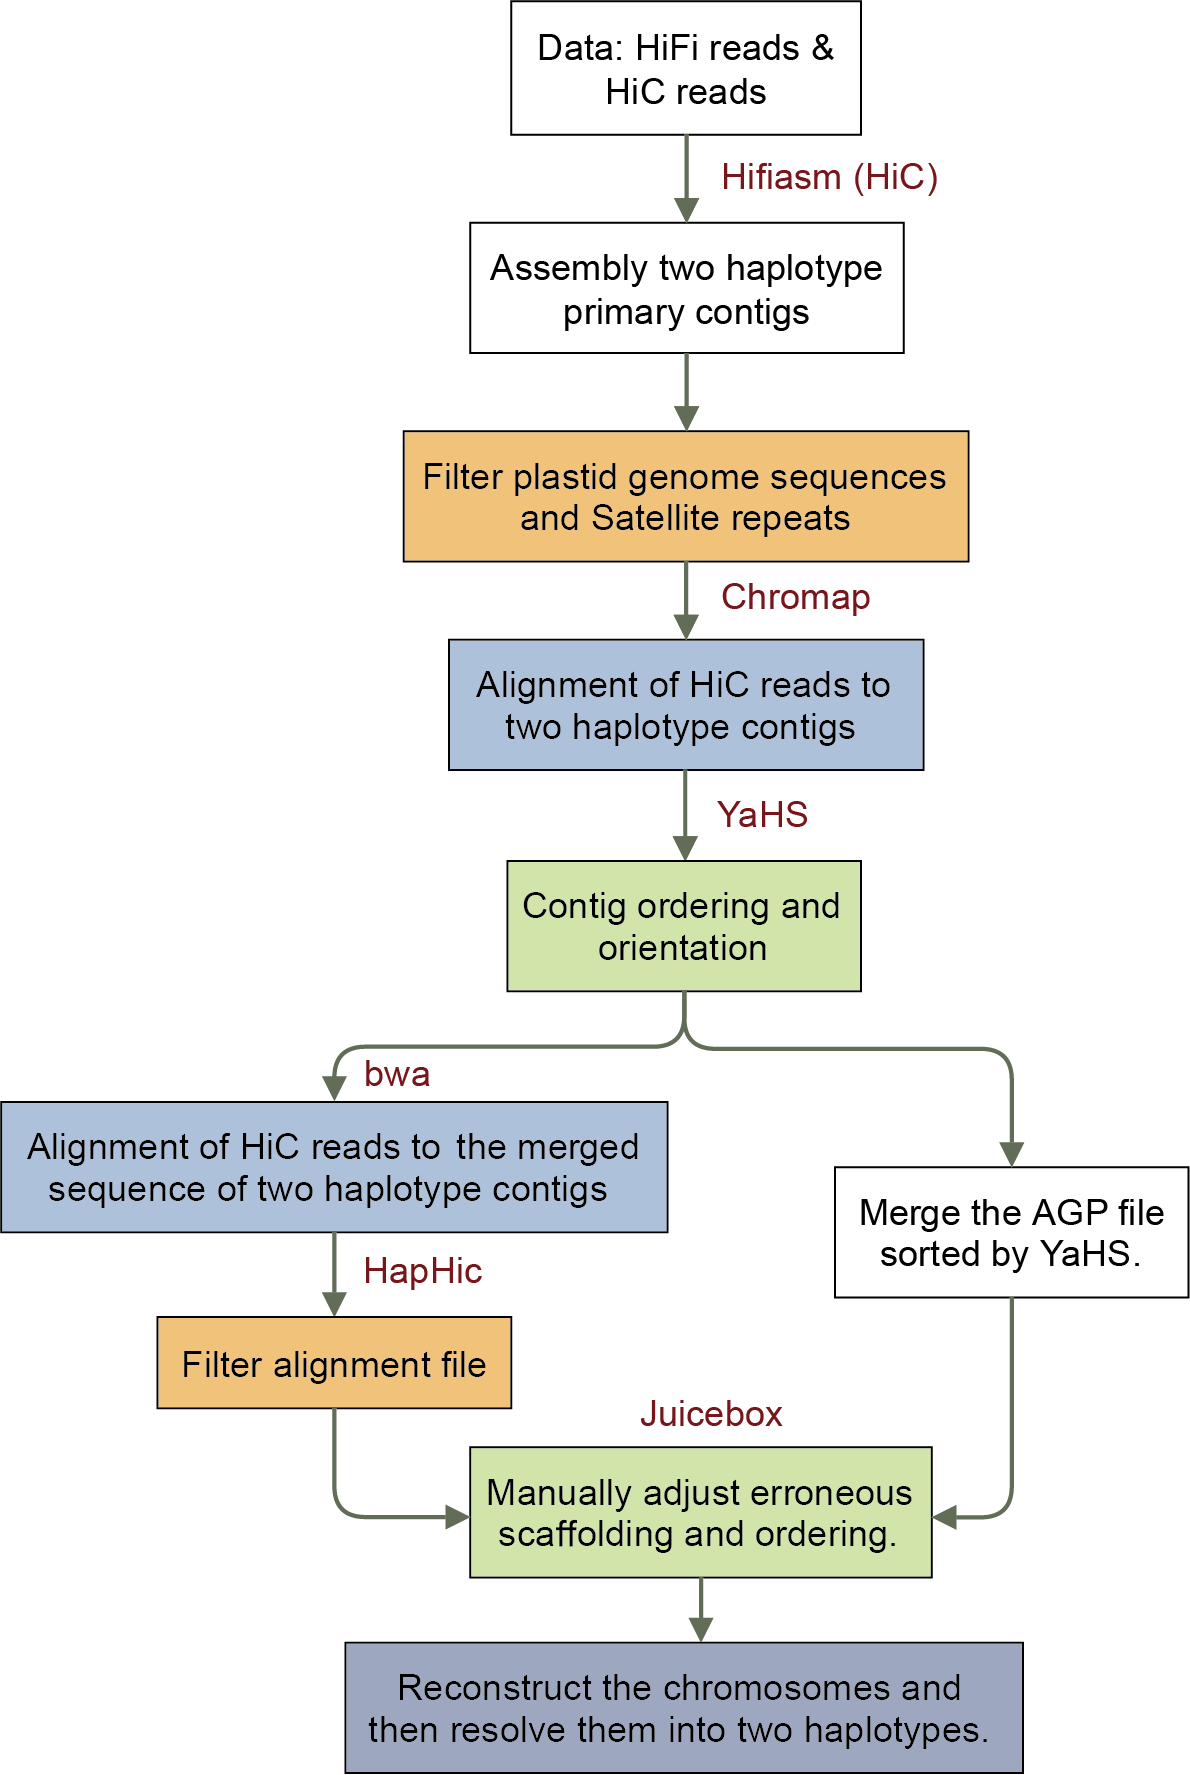 Data: HiFi reads &
HiC reads
Hifiasm (HiC)
Assembly two haplotype
primary contigs
Filter plastid genome sequences
and Satellite repeats
Chromap
Alignment of HiC reads to
two haplotype contigs
YaHS
Contig ordering and
orientation
bwa
Alignment of HiC reads to the merged
sequence of two haplotype contigs
Merge the AGP file
sorted by YaHS.
HapHic
Filter alignment file
Juicebox
Manually adjust erroneous
scaffolding and ordering.
Reconstruct the chromosomes and
then resolve them into two haplotypes.